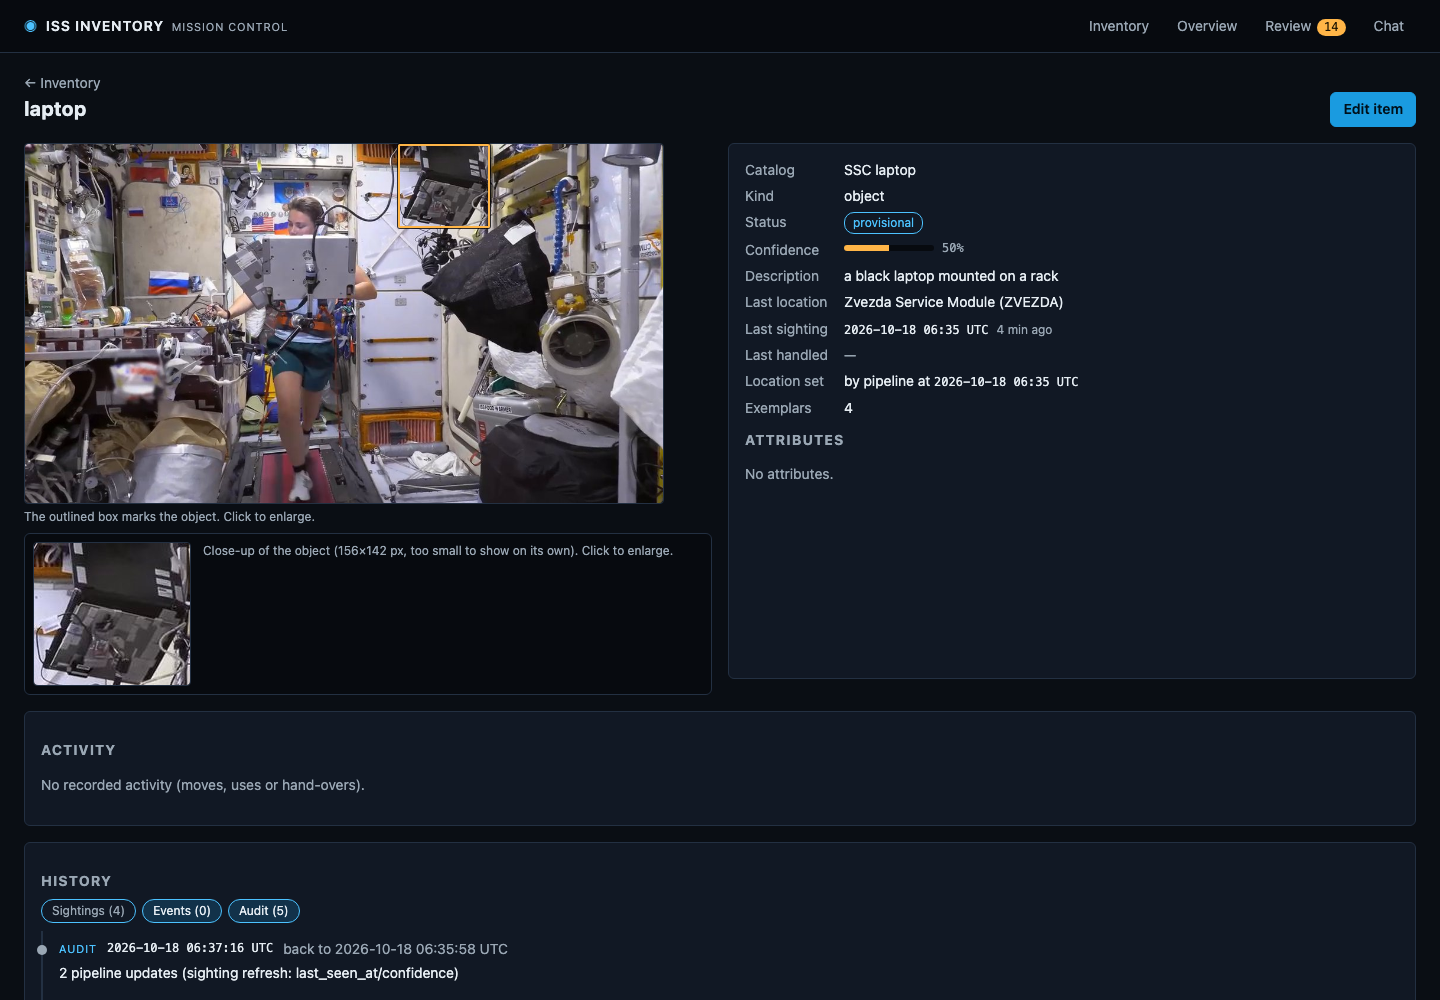 ISS INVENTORY MISSION CONTROL
Inventory Overview Review 14 Chat
← Inventory
laptop
Edit item
The outlined box marks the object. Click to enlarge.
Close-up of the object (156×142 px, too small to show on its own). Click to enlarge.
Catalog SSC laptop
Kind object
Status provisional
Confidence 50%
Description a black laptop mounted on a rack
Last location Zvezda Service Module (ZVEZDA)
Last sighting 2026-10-18 06:35 UTC 4 min ago
Last handled —
Location set by pipeline at 2026-10-18 06:35 UTC
Exemplars 4
ATTRIBUTES
No attributes.
ACTIVITY
No recorded activity (moves, uses or hand-overs).
HISTORY
Sightings (4) Events (0) Audit (5)
AUDIT 2026-10-18 06:37:16 UTC back to 2026-10-18 06:35:58 UTC
2 pipeline updates (sighting refresh: last_seen_at/confidence)